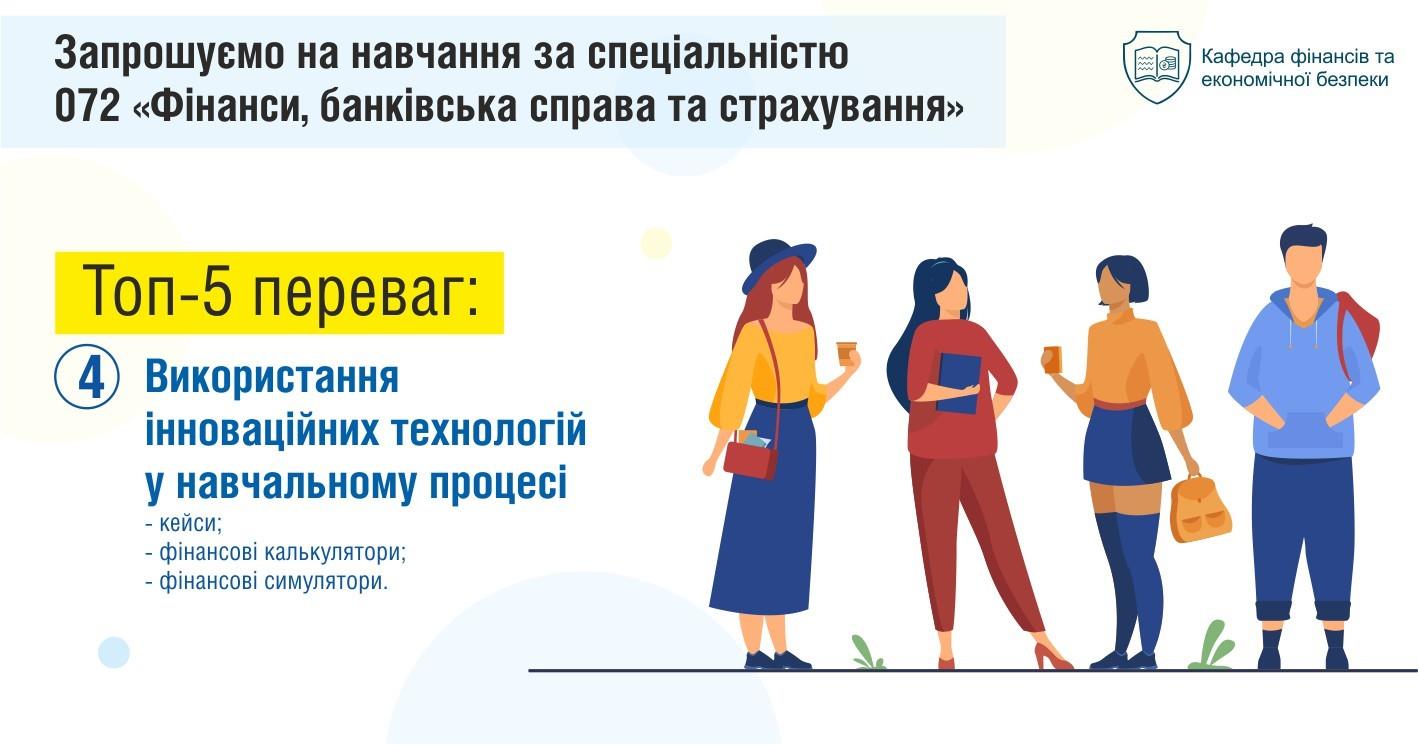 Запрошуємо на навчання за спеціальністю
072 «Фінанси, банківська справа та страхування»
Кафедра фінансів та
економічної безпеки
Топ-5 переваг:
4 Використання
інноваційних технологій
у навчальному процесі
- кейси;
- фінансові калькулятори;
- фінансові симулятори.